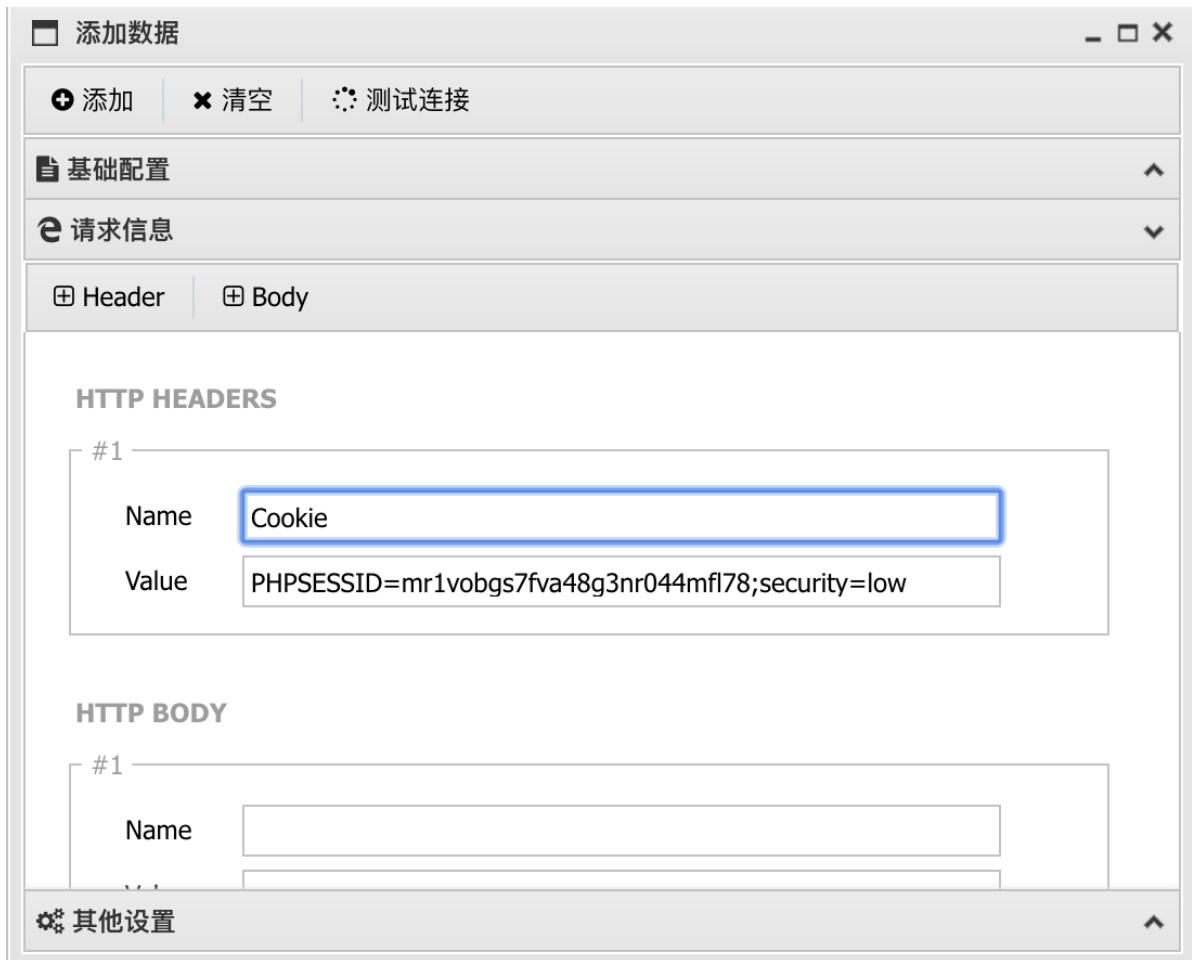 添加数据
添加 清空 测试连接
基础配置
请求信息
Header Body
HTTP HEADERS
#1
Name Cookie
Value PHPSESSID=mr1vobgs7fva48g3nr044mfl78;security=low
HTTP BODY
#1
Name
其他设置